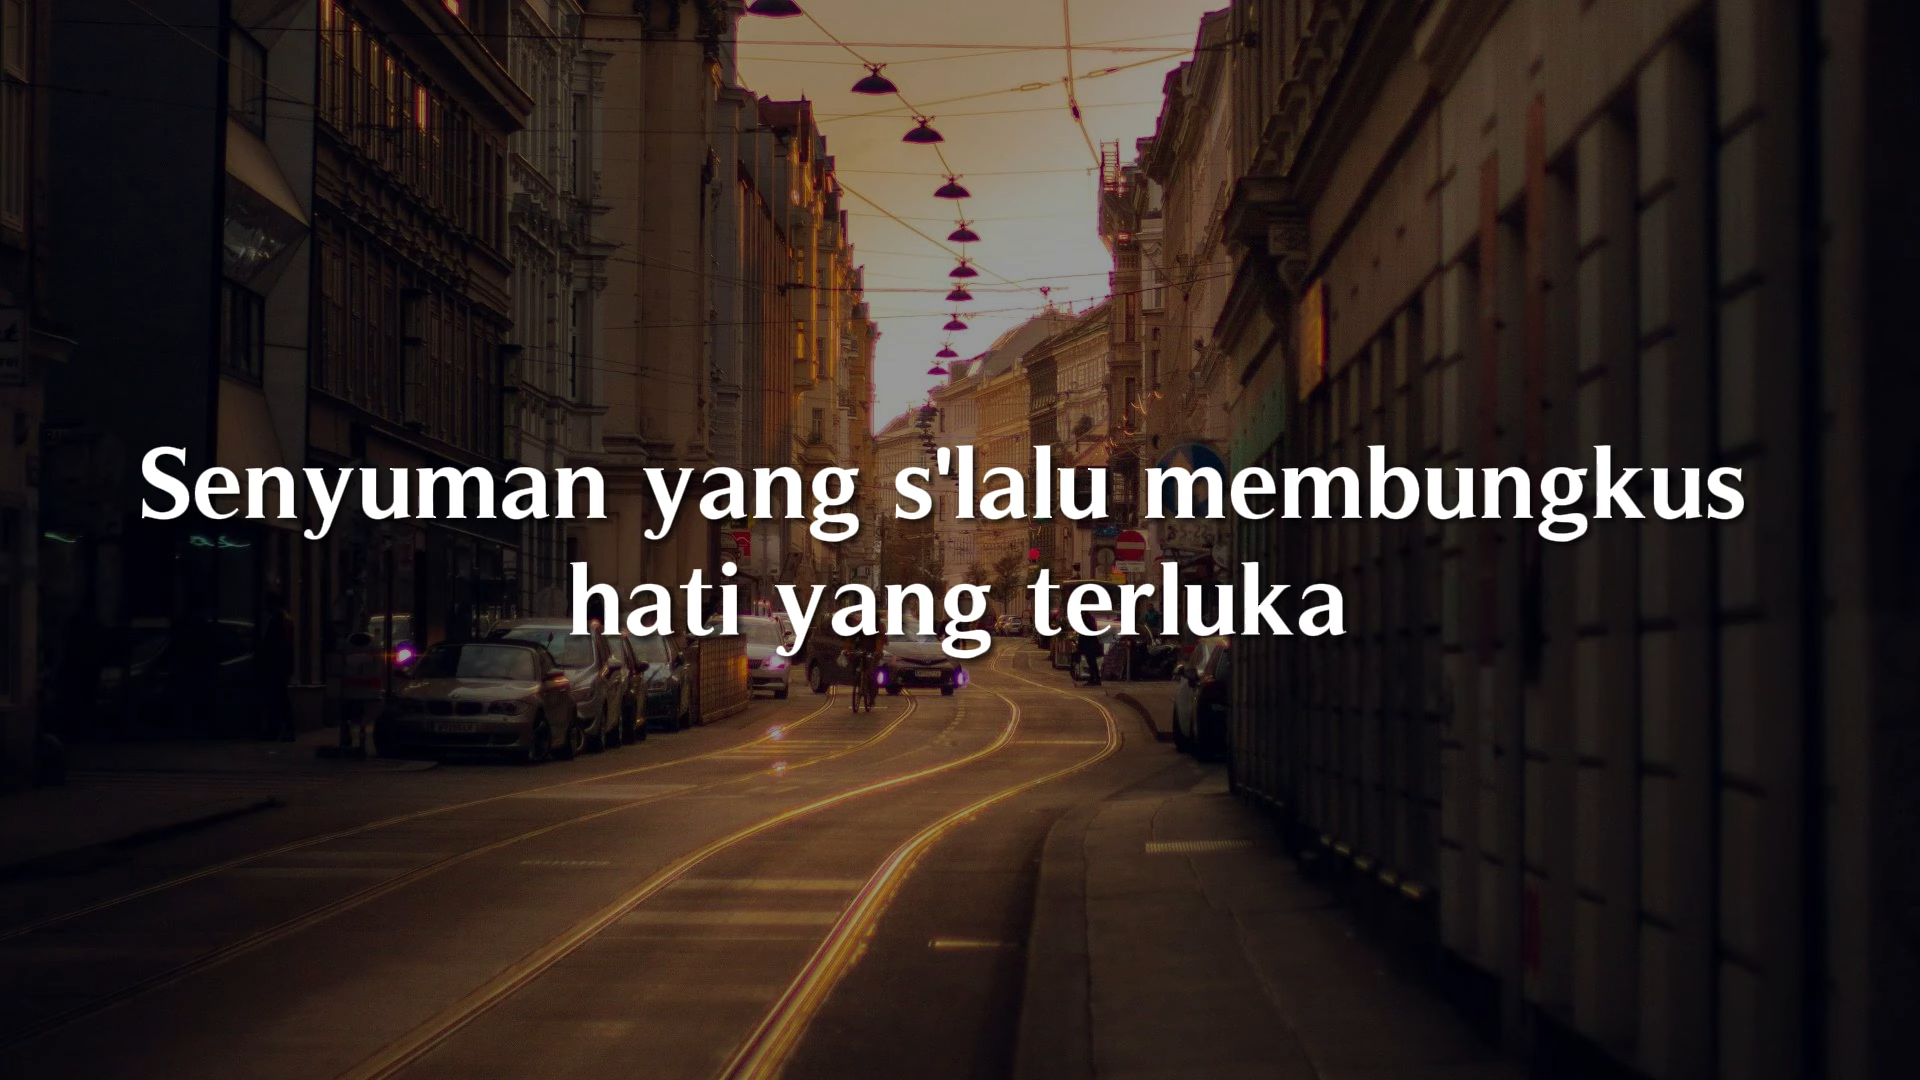 Senyuman yang s'lalu membungkus
hati yang terluka